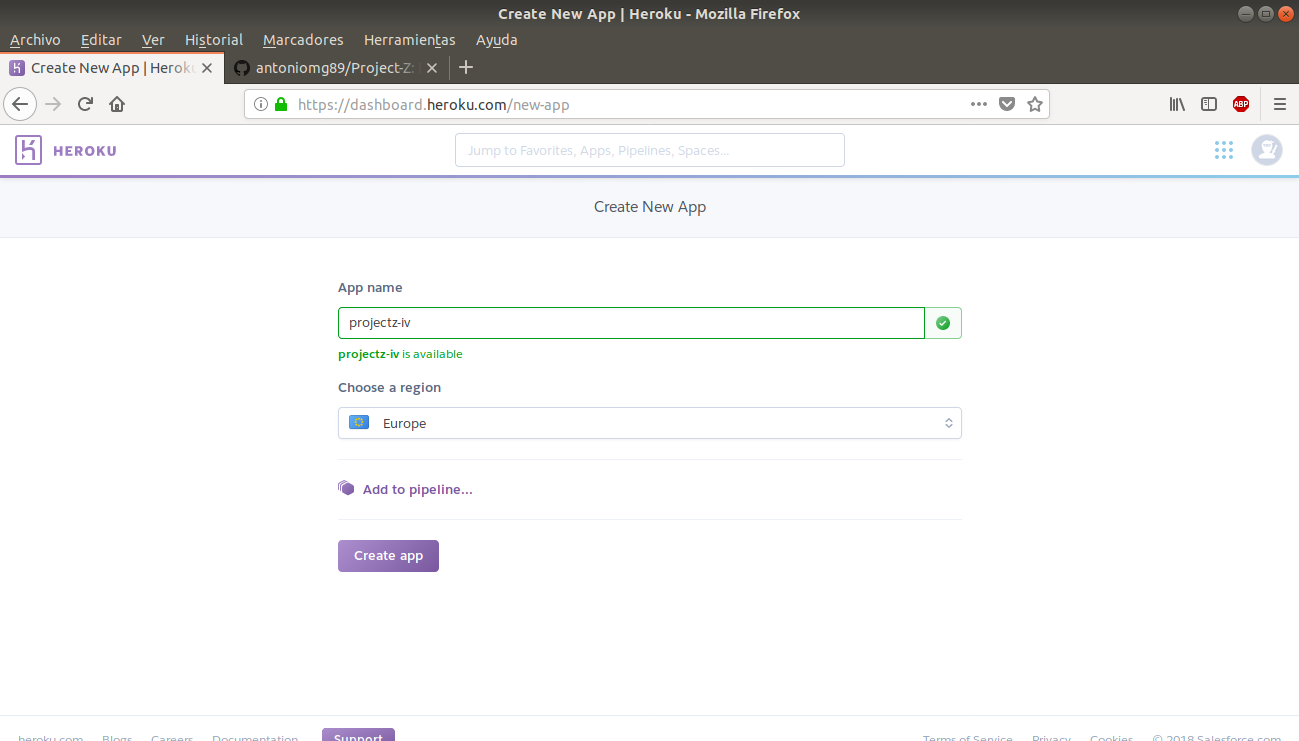 Create New App | Heroku - Mozilla Firefox
Archivo Editar Ver Historial Marcadores Herramientas Ayuda
Create New App | Heroku antoniomg89/Project-Z:
https://dashboard.heroku.com/new-app
ABP
HEROKU
Jump to Favorites, Apps, Pipelines, Spaces...
Create New App
App name
projectz-iv
projectz-iv is available
Choose a region
Europe
Add to pipeline...
Create app
heroku.com Blogs Careers Documentation Support Terms of Service Privacy Cookies © 2018 Salesforce.com